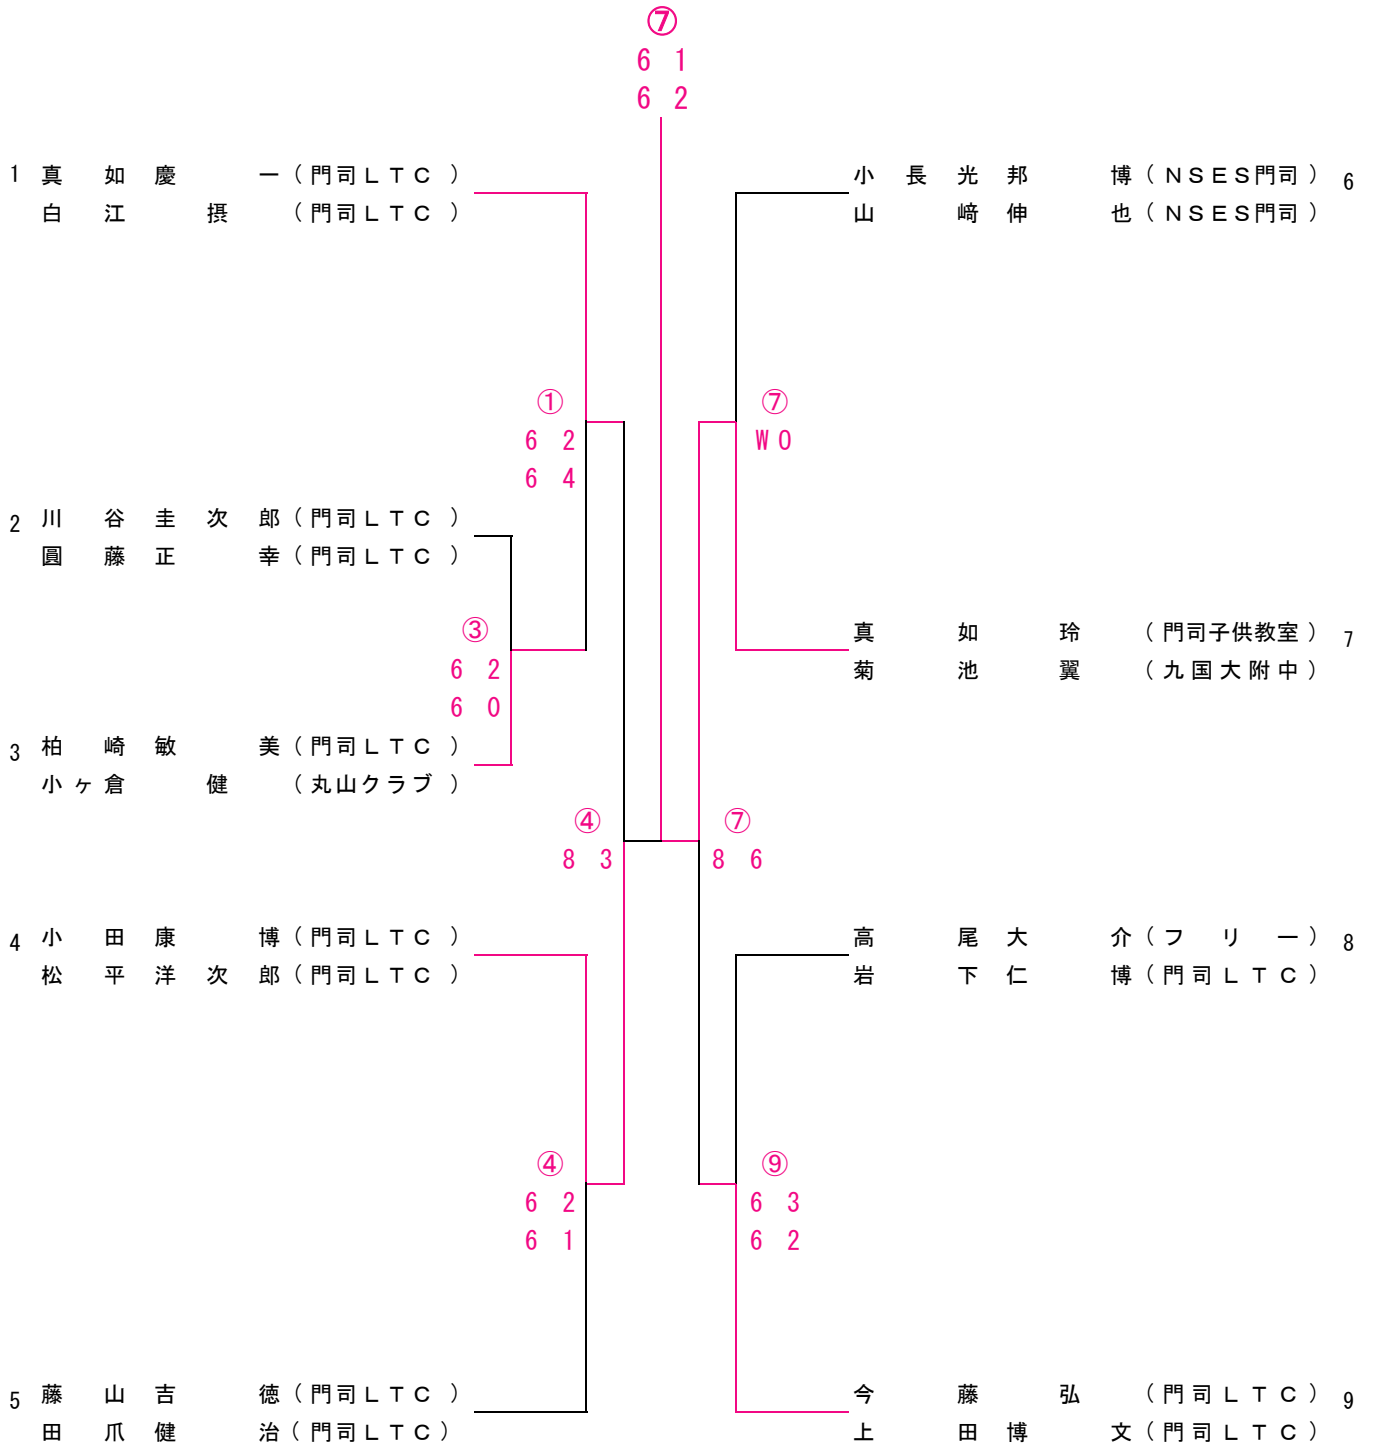 ⑦
6 1
6 2
1 真如慶一(門司LTC)
白江摂(門司LTC)
小長光邦博(NSES門司) 6
山﨑伸也(NSES門司)
①
6 2
6 4
⑦
WO
2 川谷圭次郎(門司LTC)
圓藤正幸(門司LTC)
③
6 2
6 0
真如玲(門司子供教室) 7
菊池翼(九国大附中)
3 柏崎敏美(門司LTC)
小ヶ倉健(丸山クラブ)
④
8 3
⑦
8 6
4 小田康博(門司LTC)
松平洋次郎(門司LTC)
高尾大介(フリー) 8
岩下仁博(門司LTC)
④
6 2
6 1
⑨
6 3
6 2
5 藤山吉徳(門司LTC)
田爪健治(門司LTC)
今藤弘(門司LTC) 9
上田博文(門司LTC)